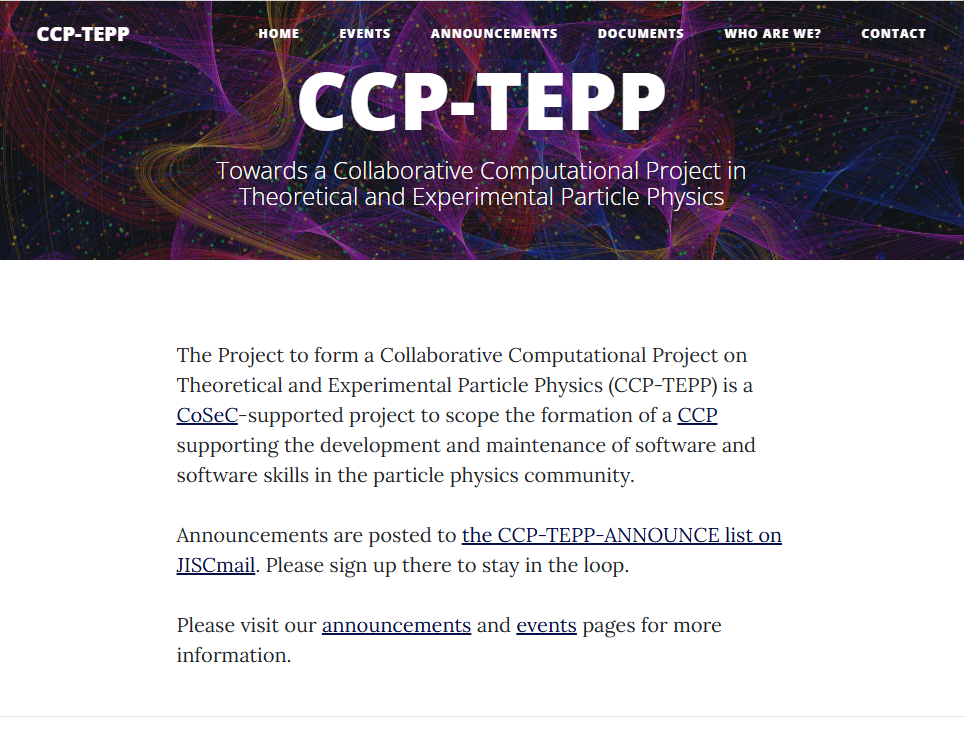 CCP-TEPP HOME EVENTS ANNOUNCEMENTS DOCUMENTS WHO ARE WE? CONTACT
CCP-TEPP
Towards a Collaborative Computational Project in
Theoretical and Experimental Particle Physics
The Project to form a Collaborative Computational Project on
Theoretical and Experimental Particle Physics (CCP-TEPP) is a
CoSeC-supported project to scope the formation of a CCP
supporting the development and maintenance of software and
software skills in the particle physics community.
Announcements are posted to the CCP-TEPP-ANNOUNCE list on
JISCmail. Please sign up there to stay in the loop.
Please visit our announcements and events pages for more
information.